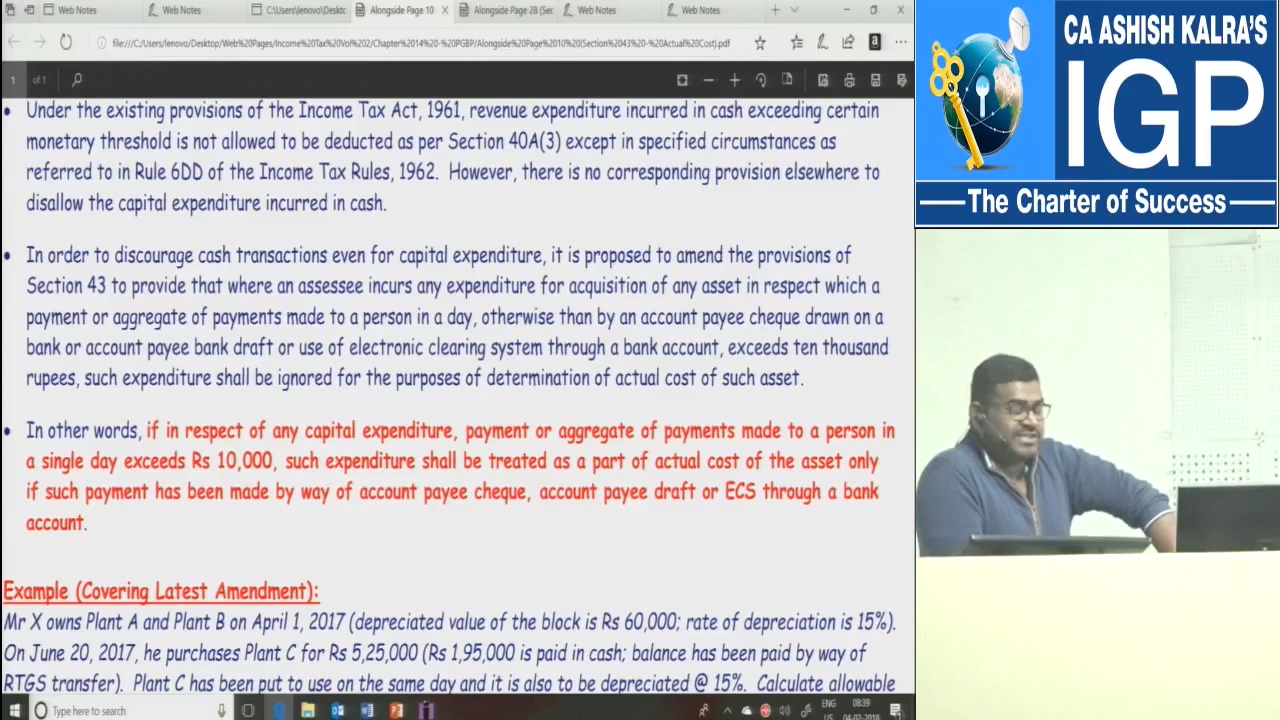 Web Notes
Web Notes
C:\Users\lenovo\Deskto
Alongside Page 10
Alongside Page 28 (Sec
Web Notes
Web Notes
file:///C:/Users/lenovo/Desktop/Web%20Pages/Income%20Tax%20Vol%202/Chapter%2014%20-%20PGBP/Alongside%20Page%2010%20(Section%2043%20-%20Actual%20Cost).pdf
1 of 1
• Under the existing provisions of the Income Tax Act, 1961, revenue expenditure incurred in cash exceeding certain
monetary threshold is not allowed to be deducted as per Section 40A(3) except in specified circumstances as
referred to in Rule 6DD of the Income Tax Rules, 1962. However, there is no corresponding provision elsewhere to
disallow the capital expenditure incurred in cash.
• In order to discourage cash transactions even for capital expenditure, it is proposed to amend the provisions of
Section 43 to provide that where an assessee incurs any expenditure for acquisition of any asset in respect which a
payment or aggregate of payments made to a person in a day, otherwise than by an account payee cheque drawn on a
bank or account payee bank draft or use of electronic clearing system through a bank account, exceeds ten thousand
rupees, such expenditure shall be ignored for the purposes of determination of actual cost of such asset.
• In other words, if in respect of any capital expenditure, payment or aggregate of payments made to a person in
a single day exceeds Rs 10,000, such expenditure shall be treated as a part of actual cost of the asset only
if such payment has been made by way of account payee cheque, account payee draft or ECS through a bank
account.
Example (Covering Latest Amendment):
Mr X owns Plant A and Plant B on April 1, 2017 (depreciated value of the block is Rs 60,000; rate of depreciation is 15%).
On June 20, 2017, he purchases Plant C for Rs 5,25,000 (Rs 1,95,000 is paid in cash; balance has been paid by way of
RTGS transfer). Plant C has been put to use on the same day and it is also to be depreciated @ 15%. Calculate allowable
Type here to search
ENG
US
08:39
04-02-2018
CA ASHISH KALRA'S
IGP
The Charter of Success